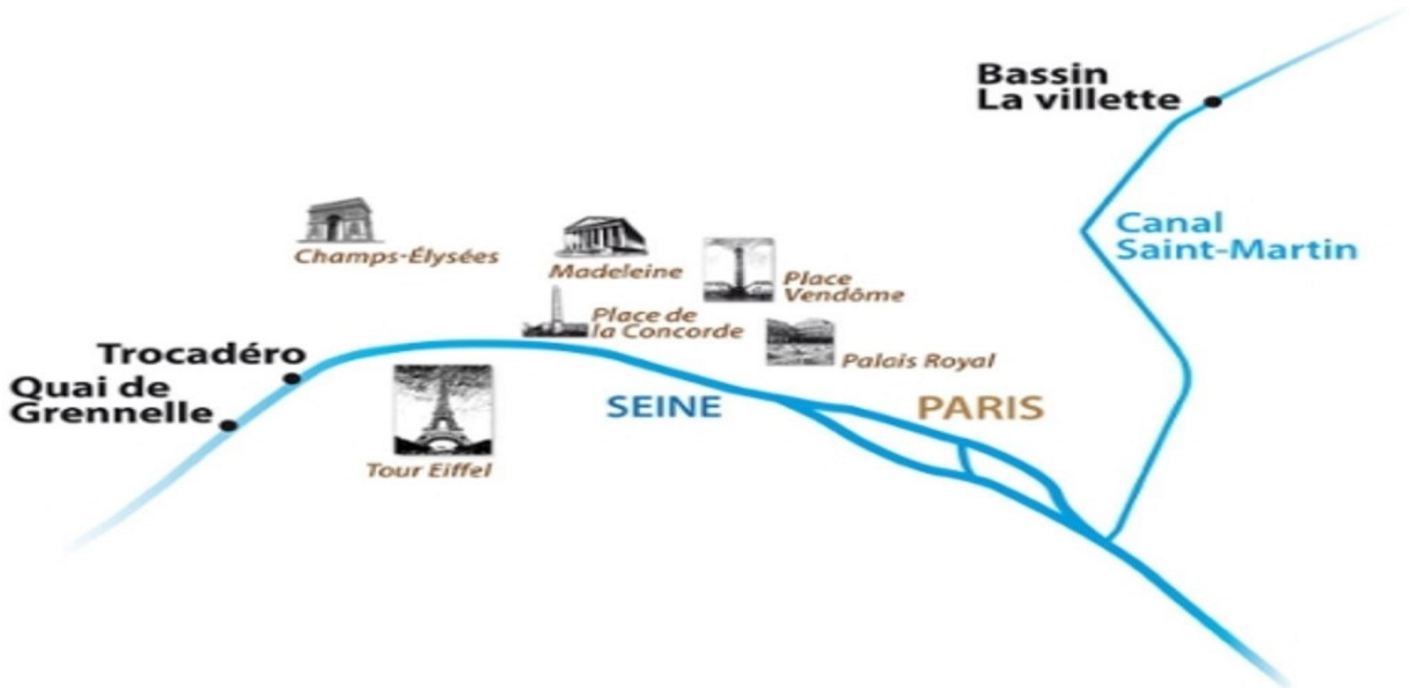 Bassin
La villette
Canal
Saint-Martin
Champs-Élysées
Madeleine
Place
Vendôme
Place de
la Concorde
Trocadéro
Palais Royal
Quai de
Grennelle
SEINE
PARIS
Tour Eiffel